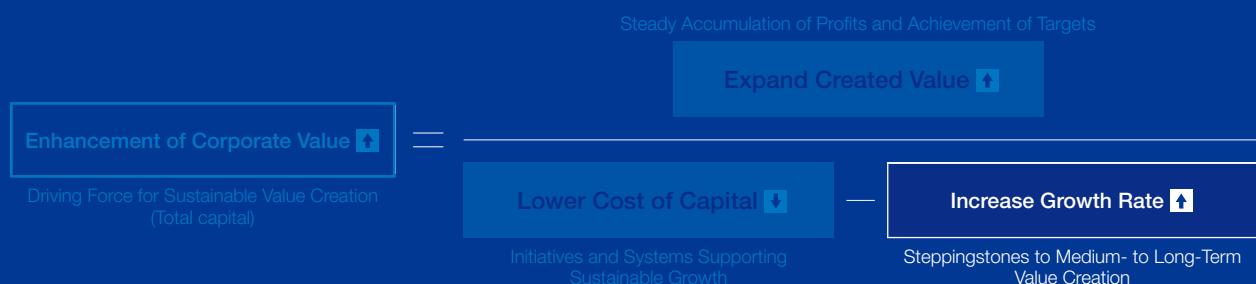 Steady Accumulation of Profits and Achievement of Targets
Expand Created Value
Enhancement of Corporate Value
Driving Force for Sustainable Value Creation
(Total capital)
Lower Cost of Capital
Initiatives and Systems Supporting
Sustainable Growth
Increase Growth Rate
Steppingstones to Medium- to Long-Term
Value Creation